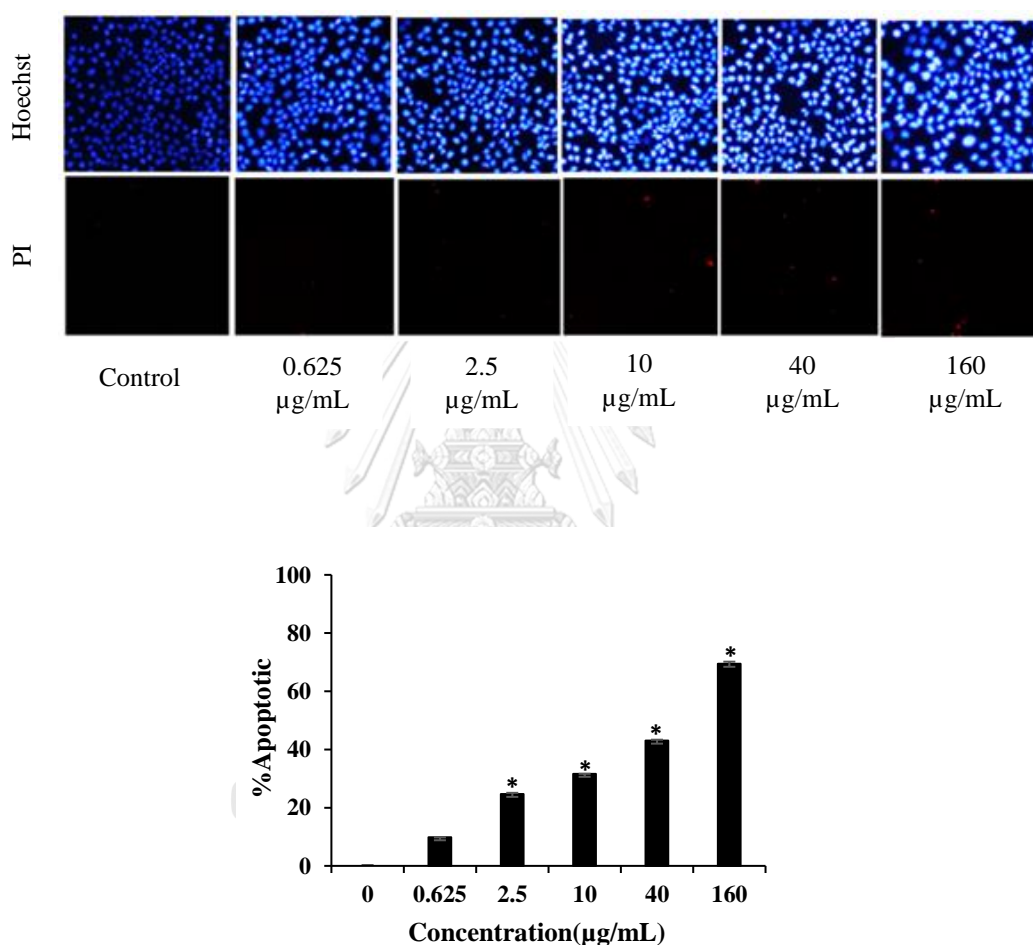 Hoechst
PI
Control 0.625 2.5 10 40 160
µg/mL µg/mL µg/mL µg/mL µg/mL
100
80
60
40
20
0
%Apoptotic
* * * * *
0 0.625 2.5 10 40 160
Concentration(µg/mL)